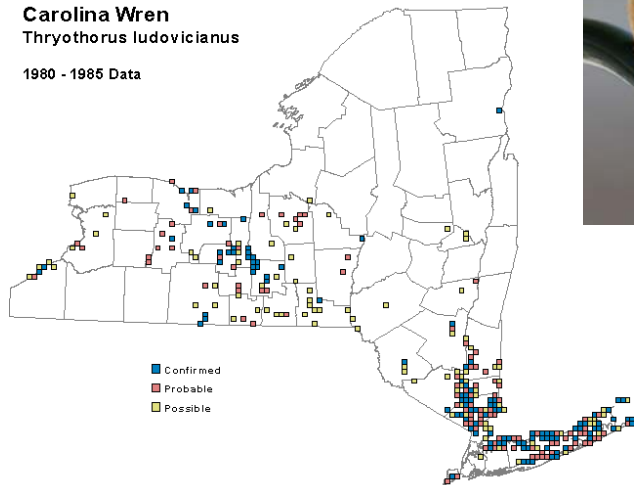 Carolina Wren
Thryothorus ludovicianus
1980 - 1985 Data
Confirmed
Probable
Possible